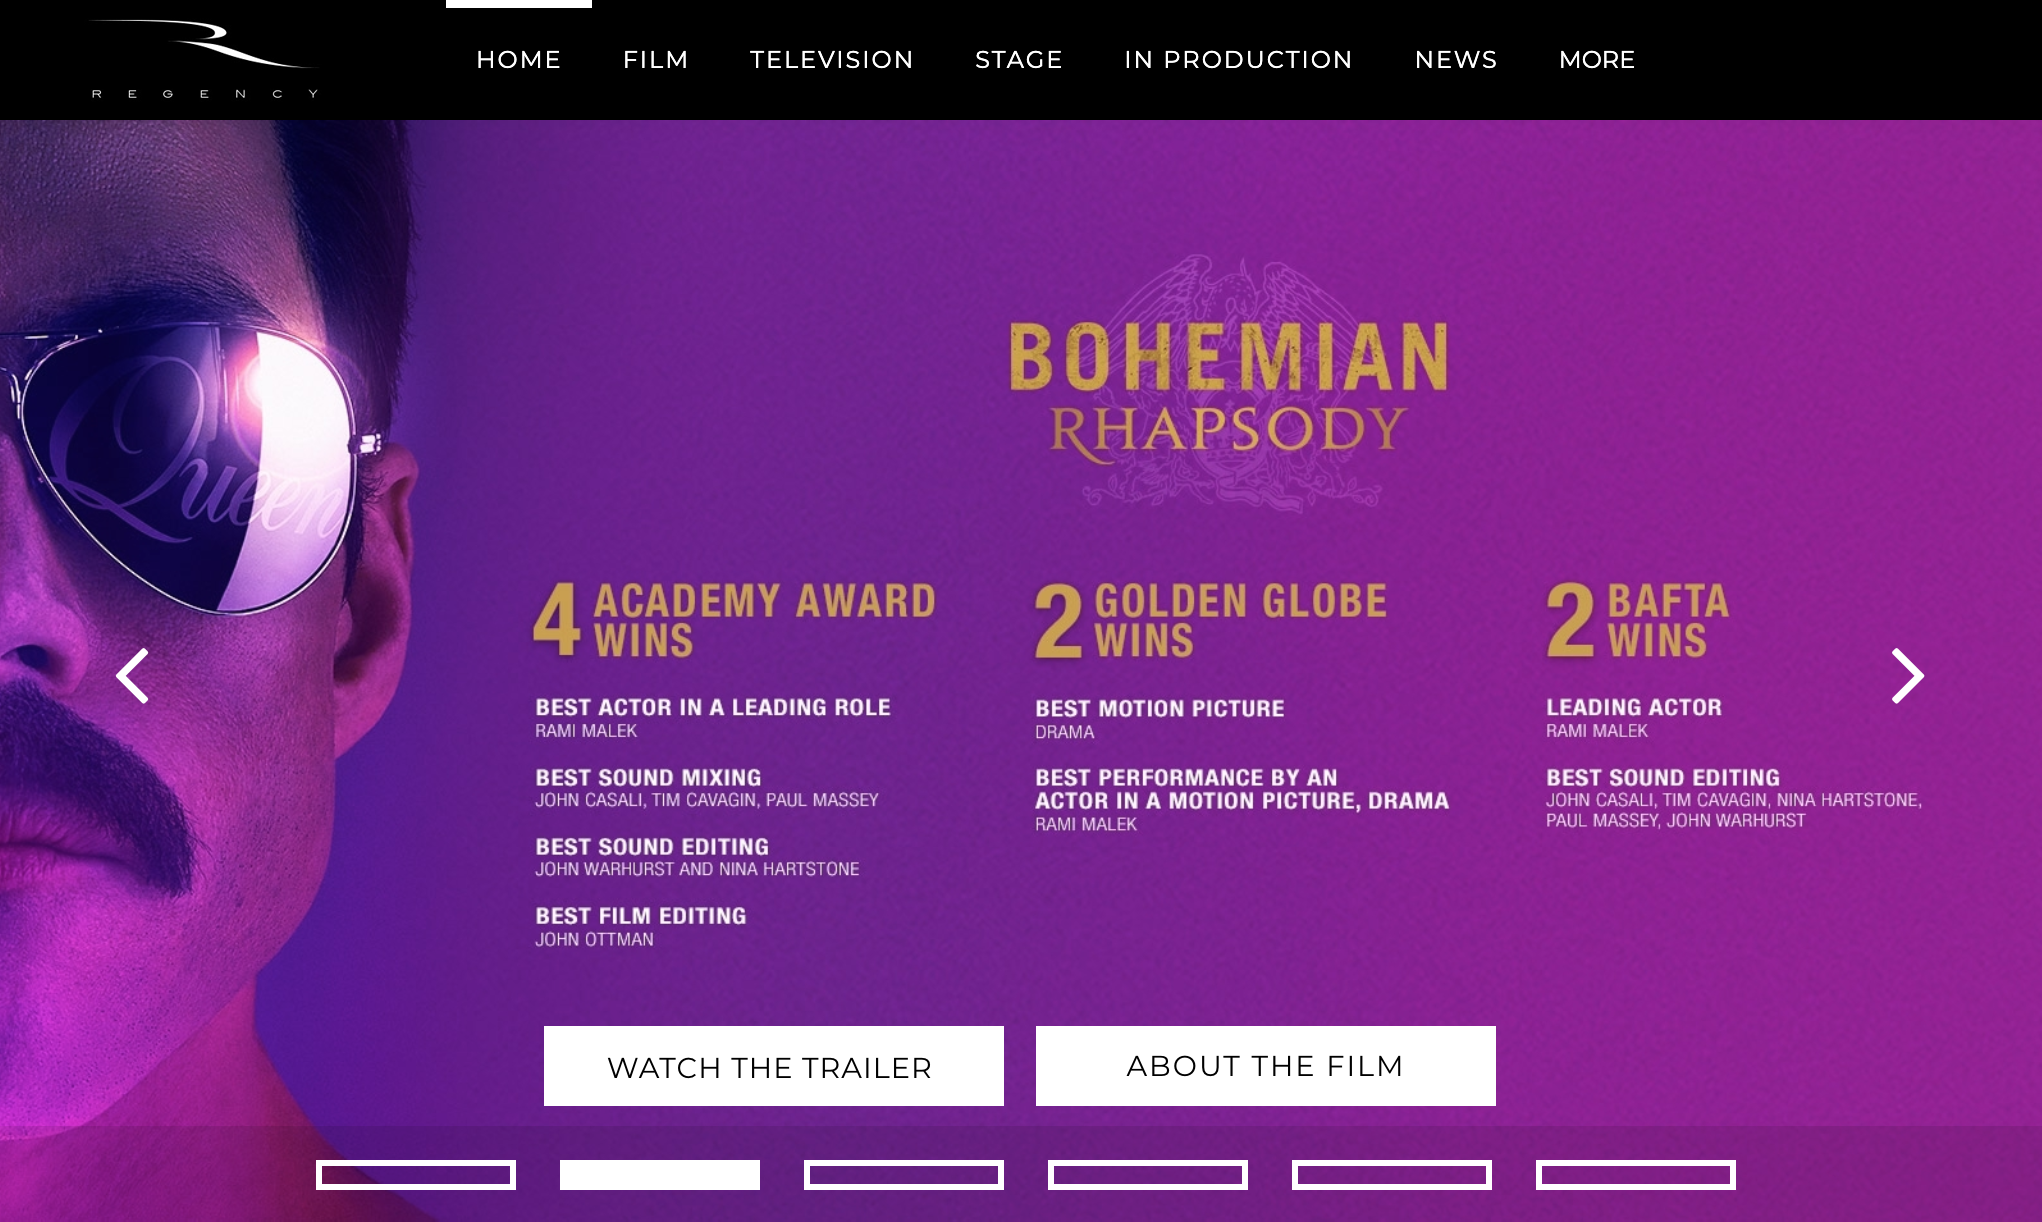 REGENCY
HOME
FILM
TELEVISION
STAGE
IN PRODUCTION
NEWS
MORE
Queen
BOHEMIAN
RHAPSODY
4 ACADEMY AWARD
WINS
BEST ACTOR IN A LEADING ROLE
RAMI MALEK
BEST SOUND MIXING
JOHN CASALI, TIM CAVAGIN, PAUL MASSEY
BEST SOUND EDITING
JOHN WARHURST AND NINA HARTSTONE
BEST FILM EDITING
JOHN OTTMAN
2 GOLDEN GLOBE
WINS
BEST MOTION PICTURE
DRAMA
BEST PERFORMANCE BY AN
ACTOR IN A MOTION PICTURE, DRAMA
RAMI MALEK
2 BAFTA
WINS
LEADING ACTOR
RAMI MALEK
BEST SOUND EDITING
JOHN CASALI, TIM CAVAGIN, NINA HARTSTONE,
PAUL MASSEY, JOHN WARHURST
WATCH THE TRAILER
ABOUT THE FILM